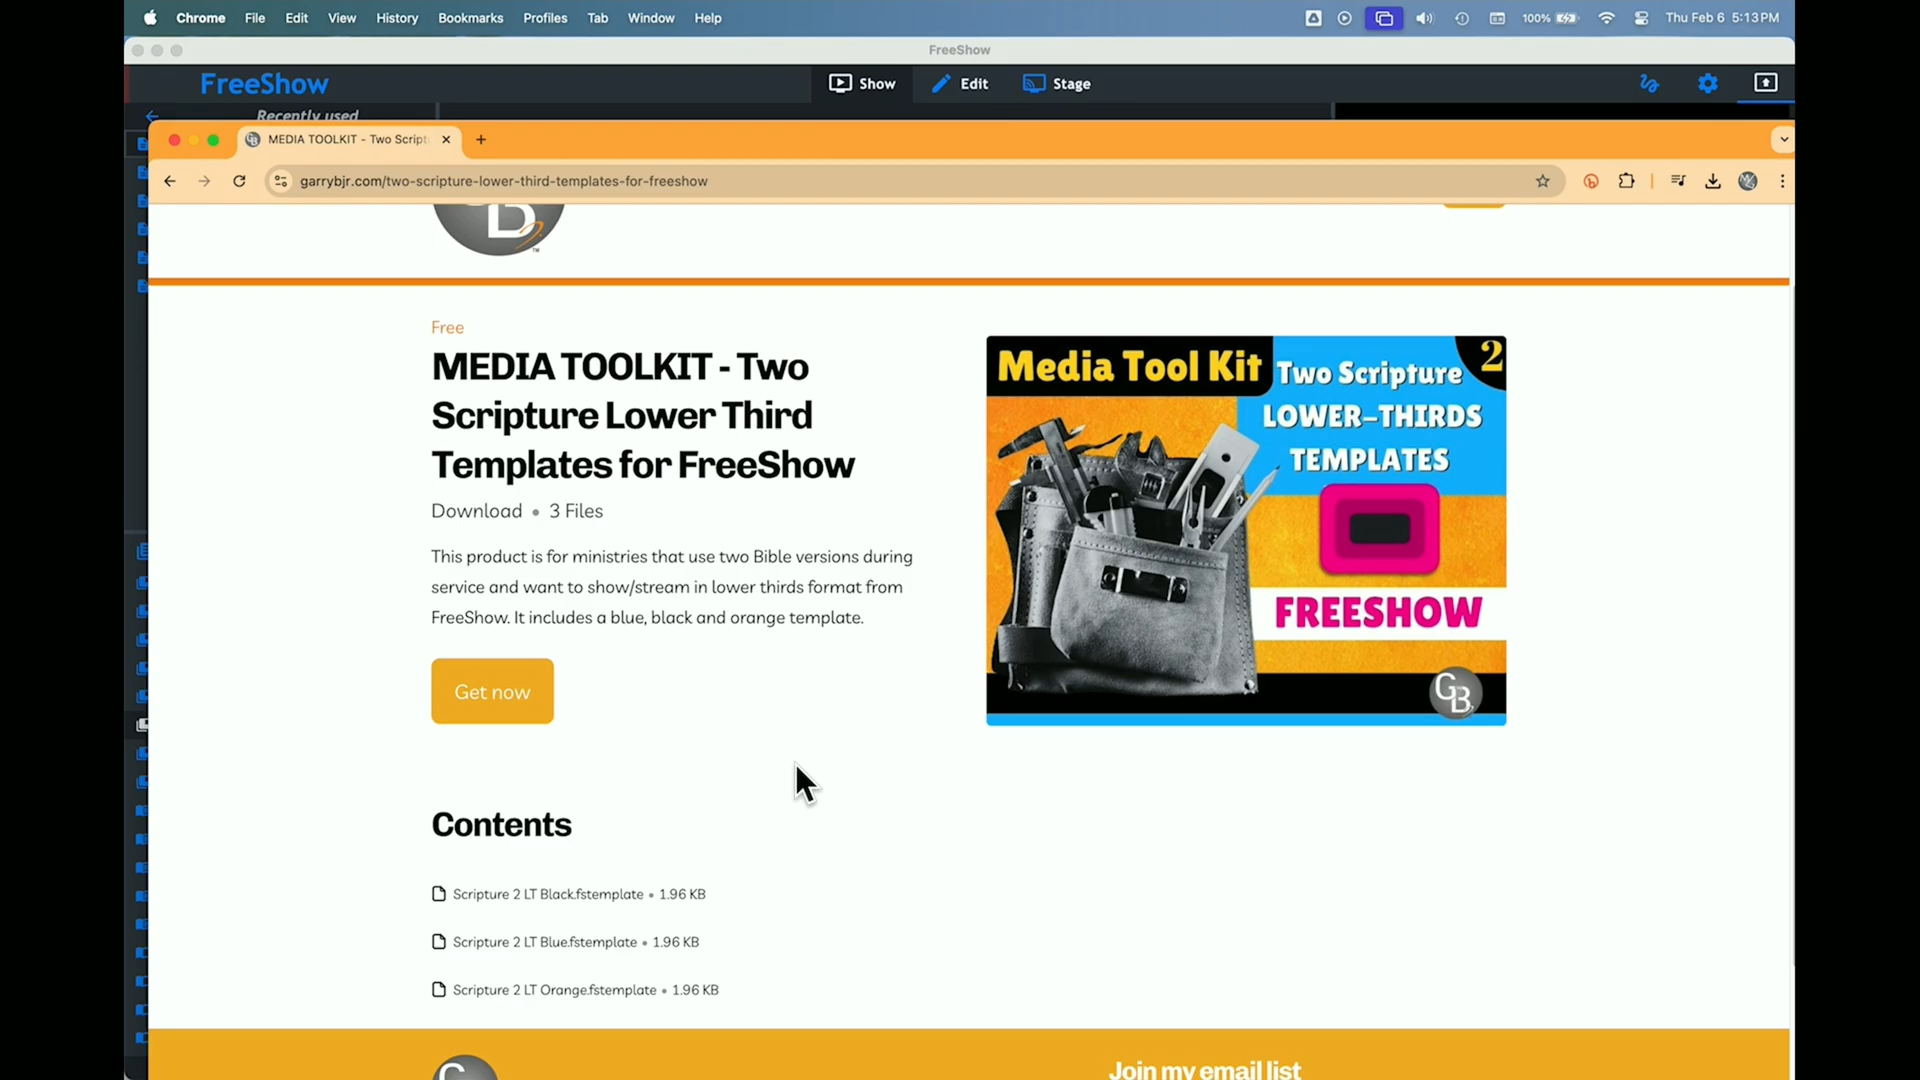 Chrome File Edit View History Bookmarks Profiles Tab Window Help 100% Thu Feb 6 5:13 PM
FreeShow
FreeShow Show Edit Stage
Recently used
MEDIA TOOLKIT - Two Script
garrybjr.com/two-scripture-lower-third-templates-for-freeshow
B
TM
Free
MEDIA TOOLKIT - Two
Scripture Lower Third
Templates for FreeShow
Download • 3 Files
This product is for ministries that use two Bible versions during
service and want to show/stream in lower thirds format from
FreeShow. It includes a blue, black and orange template.
Get now
Media Tool Kit
Two Scripture
2
LOWER-THIRDS
TEMPLATES
FREESHOW
GB
Contents
Scripture 2 LT Black.fstemplate • 1.96 KB
Scripture 2 LT Blue.fstemplate • 1.96 KB
Scripture 2 LT Orange.fstemplate • 1.96 KB
Join my email list